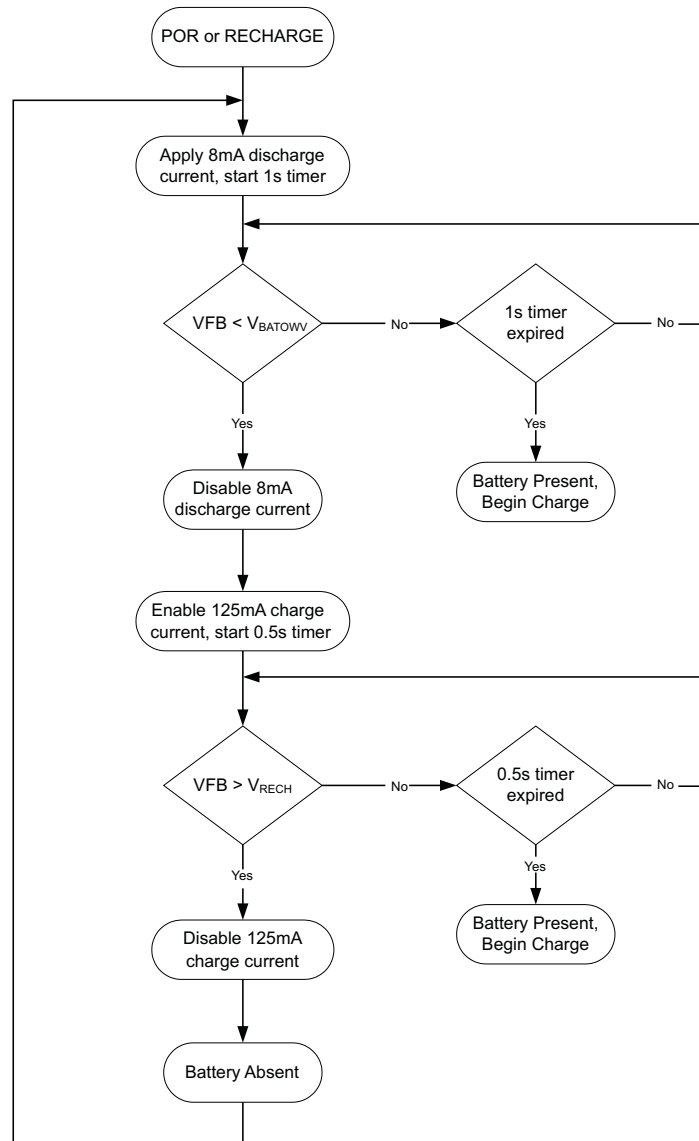 POR or RECHARGE
Apply 8mA discharge
current, start 1s timer
VFB < VBATOWV
No
1s timer
expired
No
Yes
Yes
Disable 8mA
discharge current
Battery Present,
Begin Charge
Enable 125mA charge
current, start 0.5s timer
VFB > VRECH
No
0.5s timer
expired
No
Yes
Yes
Disable 125mA
charge current
Battery Present,
Begin Charge
Battery Absent